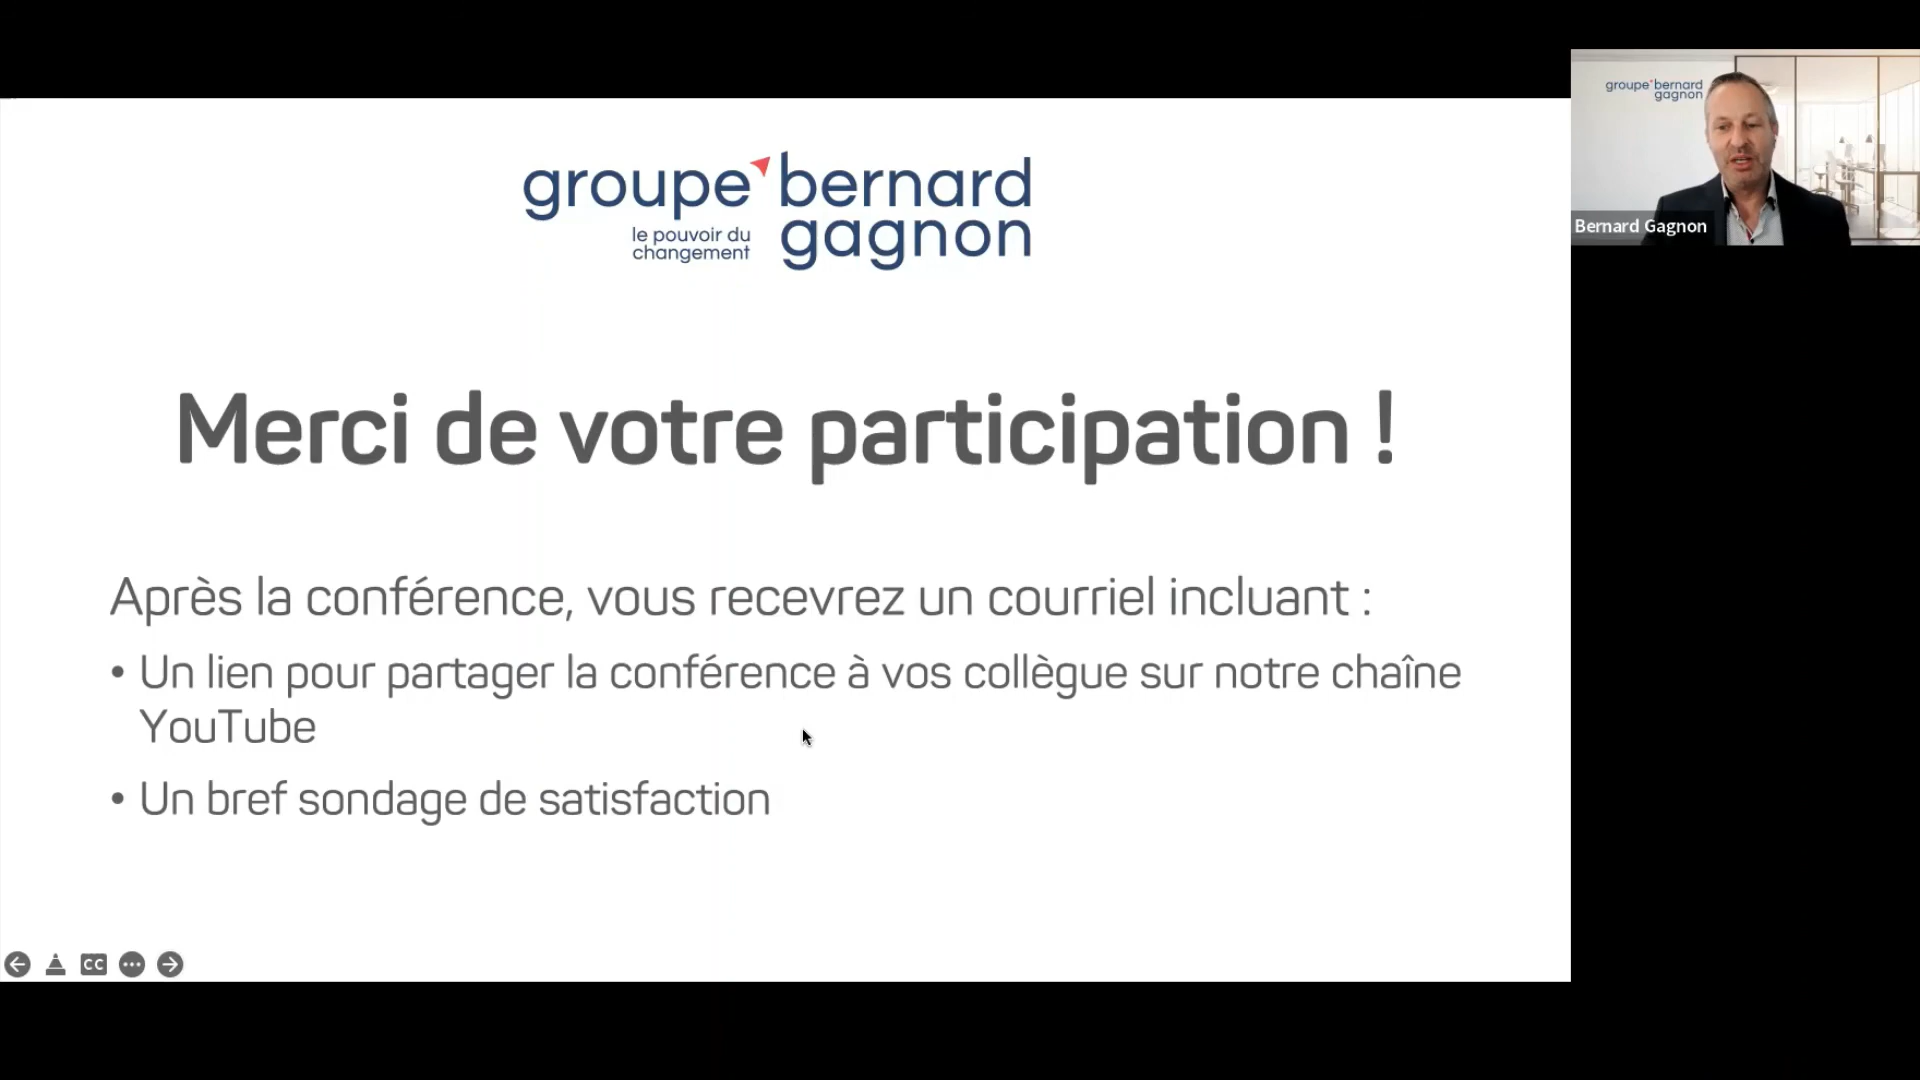 groupe bernard
gagnon
le pouvoir du
changement
Merci de votre participation !
Après la conférence, vous recevrez un courriel incluant :
• Un lien pour partager la conférence à vos collègue sur notre chaîne
YouTube
• Un bref sondage de satisfaction
CC
groupe bernard
gagnon
Bernard Gagnon